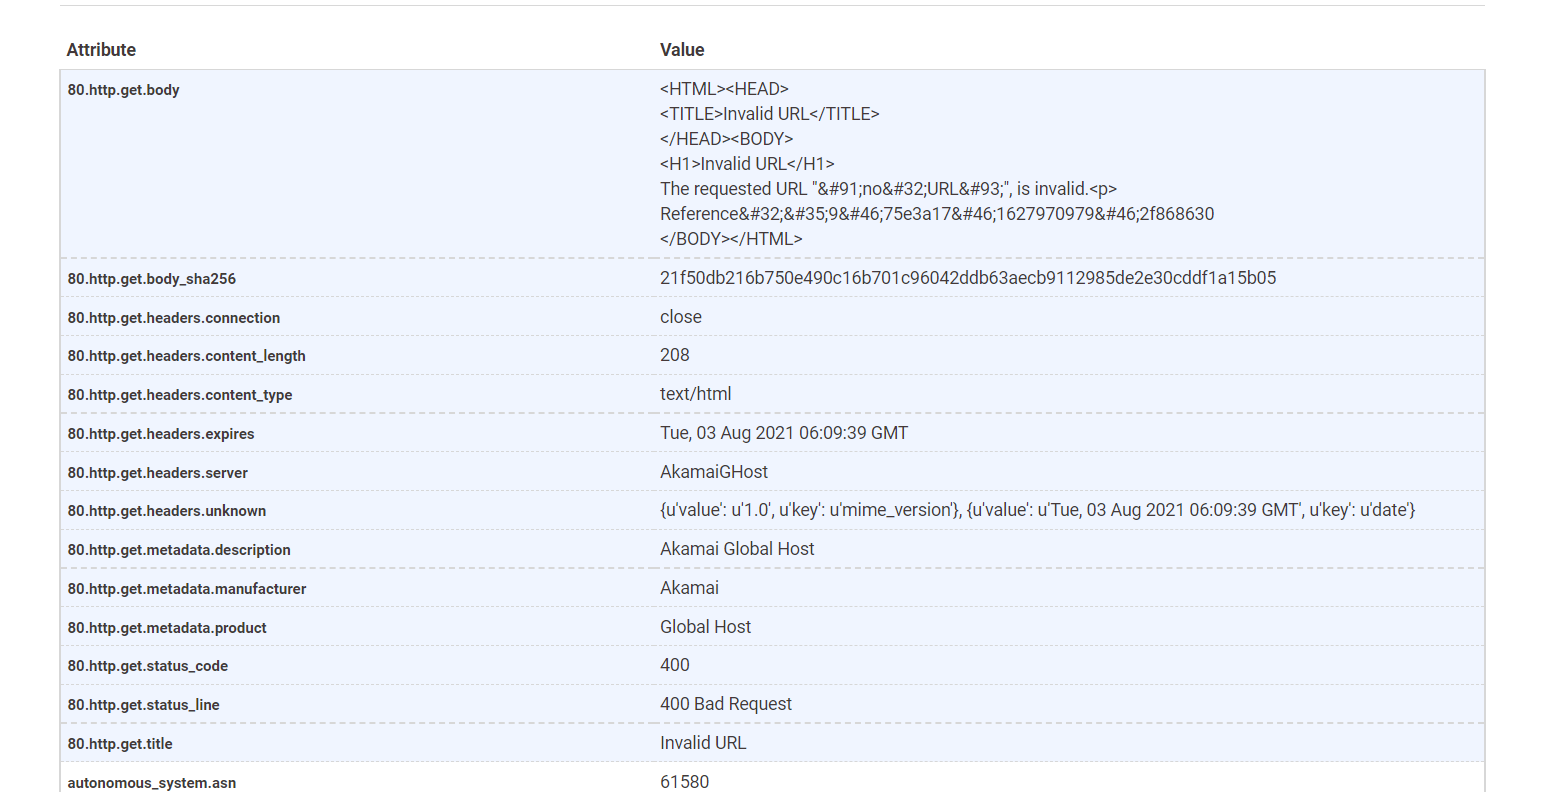 Attribute Value
80.http.get.body <HTML><HEAD>
<TITLE>Invalid URL</TITLE>
</HEAD><BODY>
<H1>Invalid URL</H1>
The requested URL "&#91;no&#32;URL&#93;", is invalid.<p>
Reference&#32;&#35;9&#46;75e3a17&#46;1627970979&#46;2f868630
</BODY></HTML>
80.http.get.body_sha256 21f50db216b750e490c16b701c96042ddb63aecb9112985de2e30cddf1a15b05
80.http.get.headers.connection close
80.http.get.headers.content_length 208
80.http.get.headers.content_type text/html
80.http.get.headers.expires Tue, 03 Aug 2021 06:09:39 GMT
80.http.get.headers.server AkamaiGHost
80.http.get.headers.unknown {u'value': u'1.0', u'key': u'mime_version'}, {u'value': u'Tue, 03 Aug 2021 06:09:39 GMT', u'key': u'date'}
80.http.get.metadata.description Akamai Global Host
80.http.get.metadata.manufacturer Akamai
80.http.get.metadata.product Global Host
80.http.get.status_code 400
80.http.get.status_line 400 Bad Request
80.http.get.title Invalid URL
autonomous_system.asn 61580